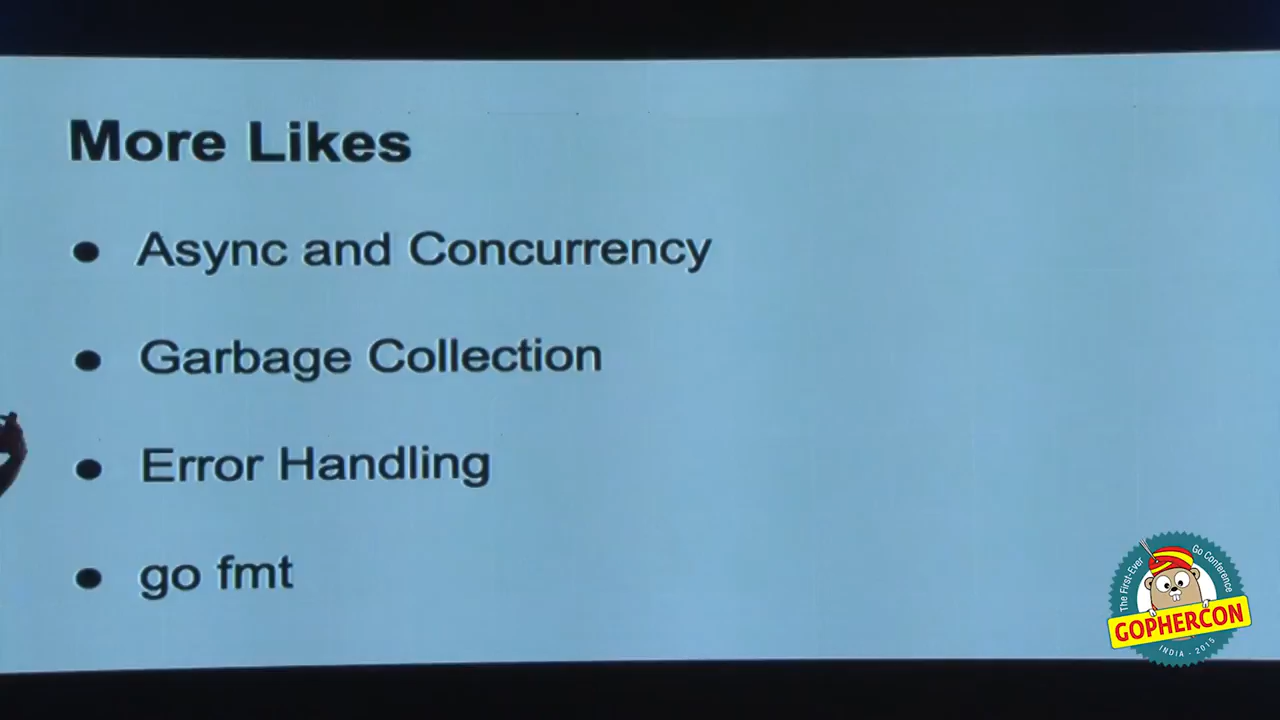 More Likes
● Async and Concurrency
● Garbage Collection
● Error Handling
● go fmt
The First-Ever Go Conference
GOPHERCON
INDIA - 2015